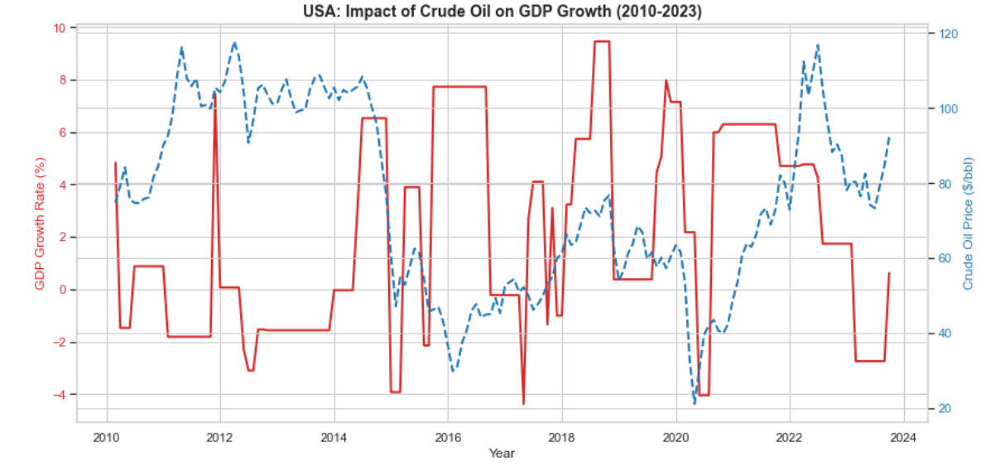 USA: Impact of Crude Oil on GDP Growth (2010-2023)
GDP Growth Rate (%)
10
8
6
4
2
0
−2
−4
120
100
80
60
40
20
Crude Oil Price ($/bbl)
2010 2012 2014 2016 2018 2020 2022 2024
Year